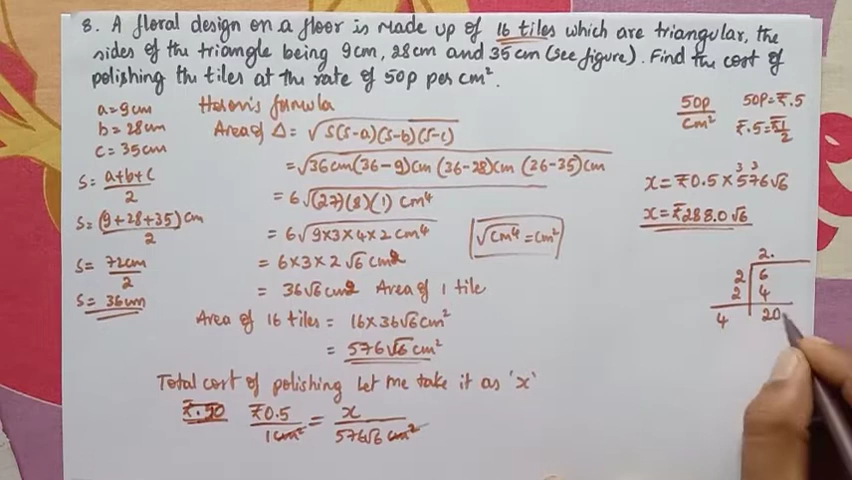 8. A floral design on a floor is made up of 16 tiles which are triangular, the
sides of the triangle being 9cm, 28cm and 35cm (see figure). Find the cost of
polishing the tiles at the rate of 50p per cm².
a=9cm
b=28cm
c=35cm
S=a+b+c/2
S=(9+28+35)cm/2
S=72cm/2
S=36cm
Heron's formula
Area of Δ=√S(S-a)(S-b)(S-c)
=√36cm(36-9)cm (36-28)cm (26-35)cm
=6√(27)(8)(1) cm⁴
=6√9×3×4×2 cm⁴
√cm⁴=cm²
=6×3×2√6 cm²
=36√6 cm² Area of 1 tile
Area of 16 tiles= 16×36√6cm²
=576√6 cm²
Total cost of polishing Let me take it as 'x'
₹.50 ₹0.5/1cm² = x/576√6 cm²
50p/cm² 50p=₹.5
₹.5=₹1/2
3 3
x=₹0.5×576√6
x=₹288.0√6
2.
2 6
2 4
4 20